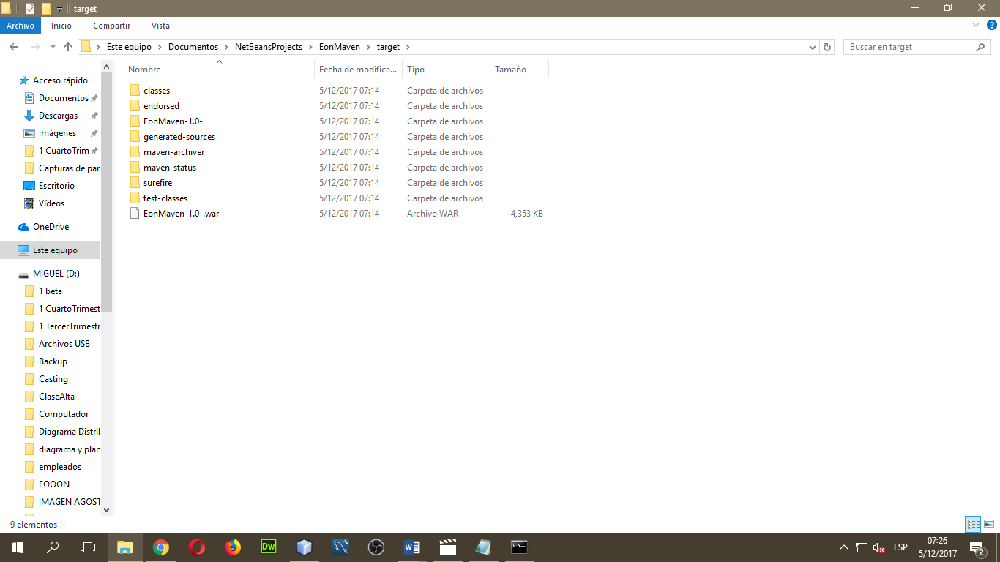 target
Archivo Inicio Compartir Vista
Este equipo Documentos NetBeansProjects EonMaven target
Buscar en target
Acceso rápido
Documentos
Descargas
Imágenes
1 CuartoTrim
Capturas de par
Escritorio
Vídeos
OneDrive
Este equipo
MIGUEL (D:)
1 beta
1 CuartoTrimest
1 TercerTrimestr
Archivos USB
Backup
Casting
ClaseAlta
Computador
Diagrama Distrib
diagrama y plan
empleados
EOOON
IMAGEN AGOST
Nombre Fecha de modifica... Tipo Tamaño
classes 5/12/2017 07:14 Carpeta de archivos
endorsed 5/12/2017 07:14 Carpeta de archivos
EonMaven-1.0- 5/12/2017 07:14 Carpeta de archivos
generated-sources 5/12/2017 07:14 Carpeta de archivos
maven-archiver 5/12/2017 07:14 Carpeta de archivos
maven-status 5/12/2017 07:14 Carpeta de archivos
surefire 5/12/2017 07:14 Carpeta de archivos
test-classes 5/12/2017 07:14 Carpeta de archivos
EonMaven-1.0-.war 5/12/2017 07:14 Archivo WAR 4,353 KB
9 elementos
Dw
ESP
07:26
5/12/2017
2